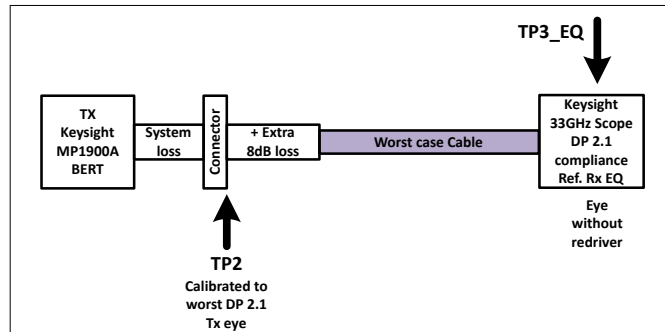 TP3_EQ
TX
Keysight
MP1900A
BERT
System
loss
Connector
+ Extra
8dB loss
Worst case Cable
Keysight
33GHz Scope
DP 2.1
compliance
Ref. Rx EQ
Eye
without
redriver
TP2
Calibrated to
worst DP 2.1
Tx eye